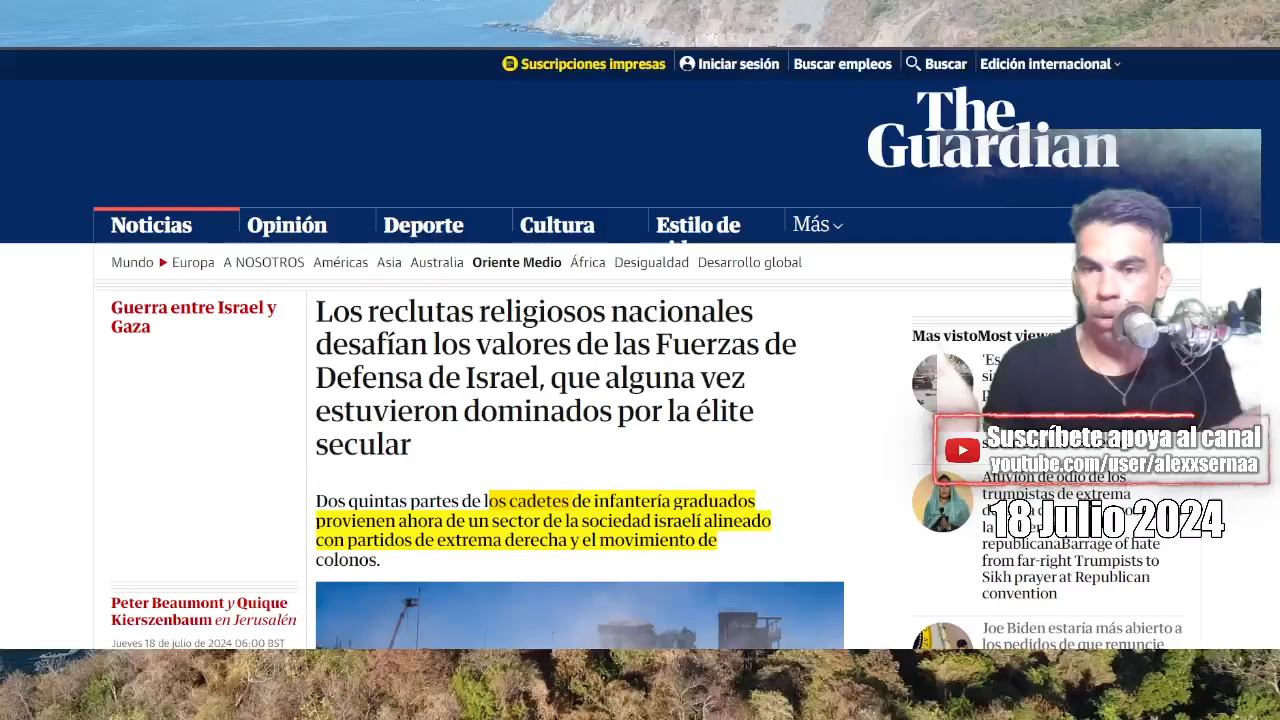 Suscripciones impresas
Iniciar sesión
Buscar empleos
Buscar
Edición internacional
The
Guardian
Noticias
Opinión
Deporte
Cultura
Estilo de
Más
Mundo
Europa
A NOSOTROS
Américas
Asia
Australia
Oriente Medio
África
Desigualdad
Desarrollo global
Guerra entre Israel y
Gaza
Los reclutas religiosos nacionales
desafían los valores de las Fuerzas de
Defensa de Israel, que alguna vez
estuvieron dominados por la élite
secular
Dos quintas partes de los cadetes de infantería graduados
provienen ahora de un sector de la sociedad israelí alineado
con partidos de extrema derecha y el movimiento de
colonos.
Peter Beaumont y Quique
Kierszenbaum en Jerusalén
Jueves 18 de julio de 2024 06:00 BST
Mas vistoMost
Suscríbete apoya al canal
youtube.com/user/alexxsernaa
Aluvión de odio de los
trumpistas de extrema
18 Julio 2024
republicanaBarrage of hate
from far-right Trumpists to
Sikh prayer at Republican
convention
Joe Biden estaría más abierto a
los pedidos de que renuncie